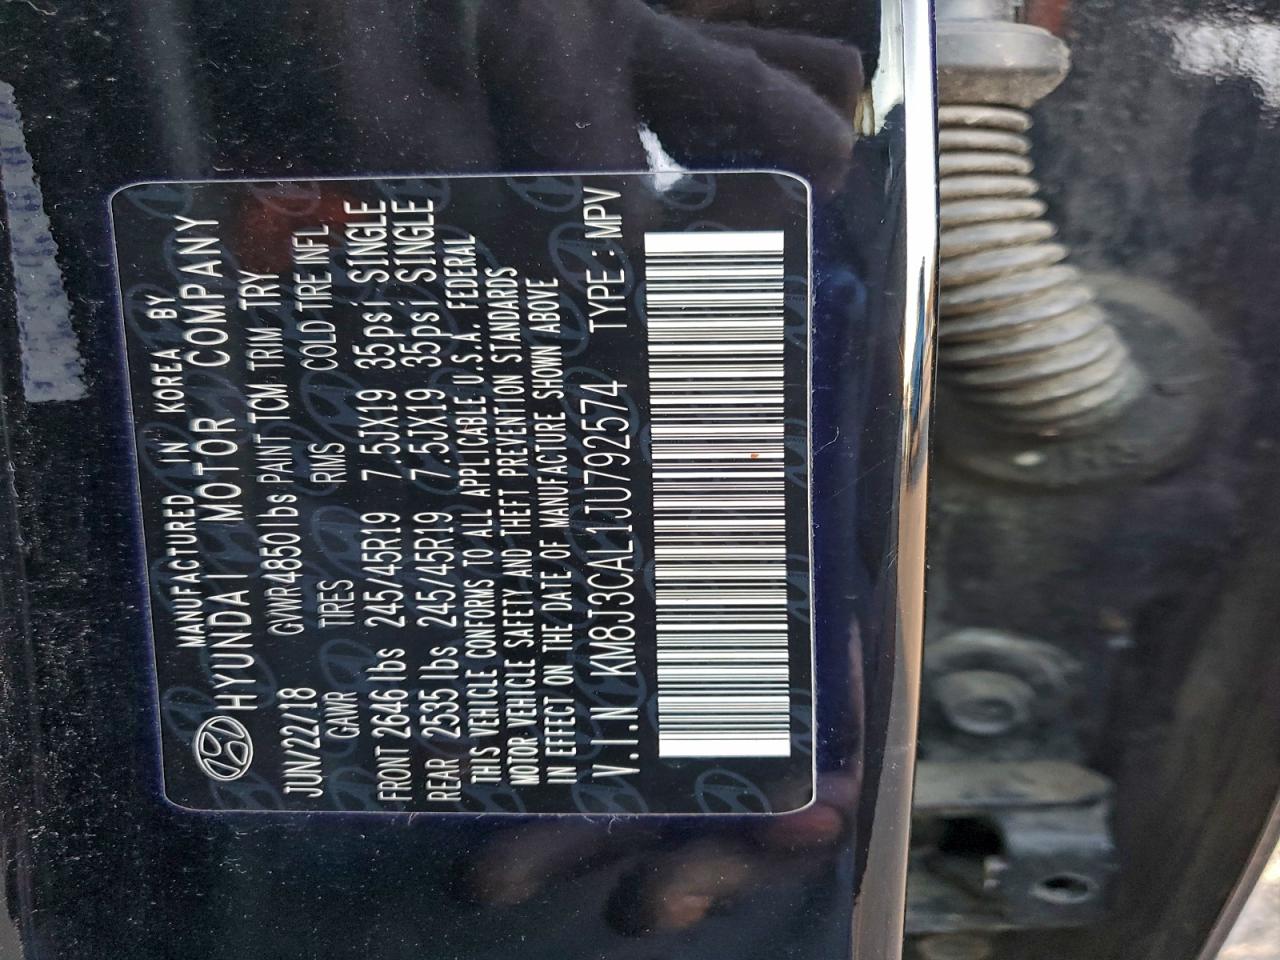 MANUFACTURED IN KOREA BY
HYUNDAI MOTOR COMPANY
JUN/22/18 GWR 4850lbs PAINT TCM TRIM TRY
GAWR TIRES RIMS COLD TIRE INFL
FRONT 2646 lbs 245/45R19 7.5JX19 35psi SINGLE
REAR 2535 lbs 245/45R19 7.5JX19 35psi SINGLE
THIS VEHICLE CONFORMS TO ALL APPLICABLE U.S.A. FEDERAL
MOTOR VEHICLE SAFETY AND THEFT PREVENTION STANDARDS
IN EFFECT ON THE DATE OF MANUFACTURE SHOWN ABOVE
V.I.N KM8J3CAL1JU792574 TYPE : MPV